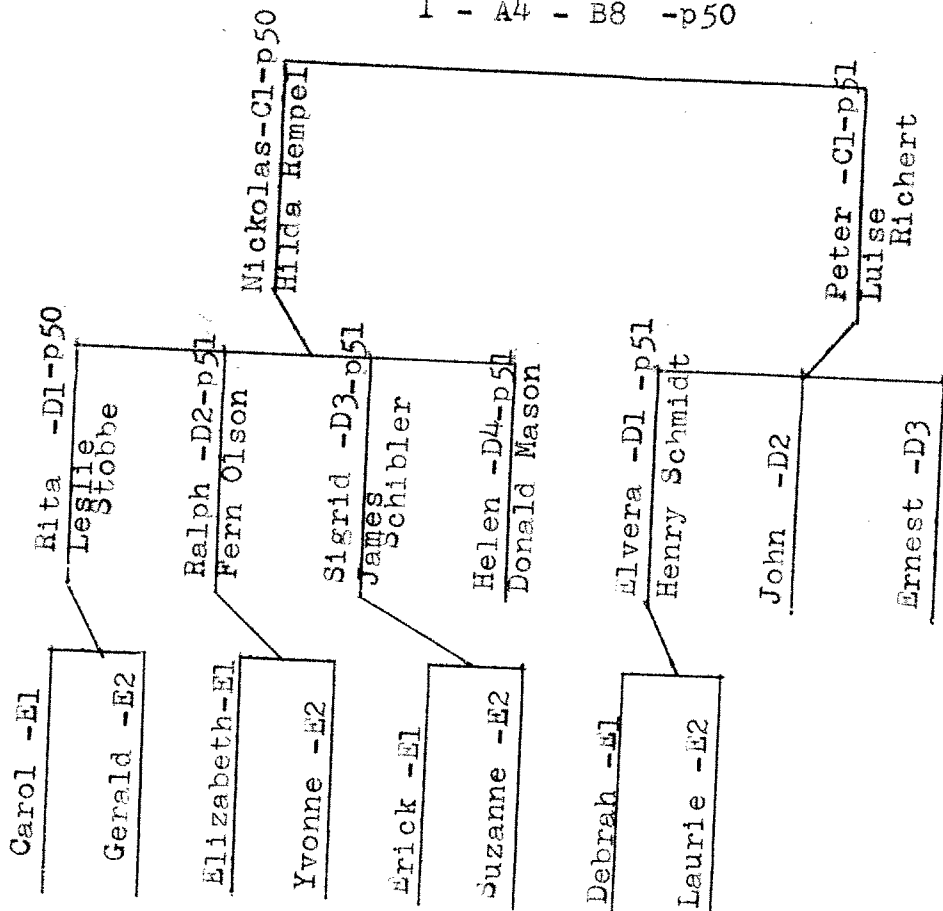 1 - A4 - B8 -p50
Nickolas-C1-p50
Hilda Hempel
Peter -C1-p51
Luise
Richert
Rita -D1-p50
Leslie
Stobbe
Ralph -D2-p51
Fern Olson
Sigrid -D3-p51
James
Schibler
Helen -D4-p51
Donald Mason
Elvera -D1 -p51
Henry Schmidt
John -D2
Ernest -D3
Carol -E1
Gerald -E2
Elizabeth-E1
Yvonne -E2
Erick -E1
Suzanne -E2
Debrah -E1
Laurie -E2